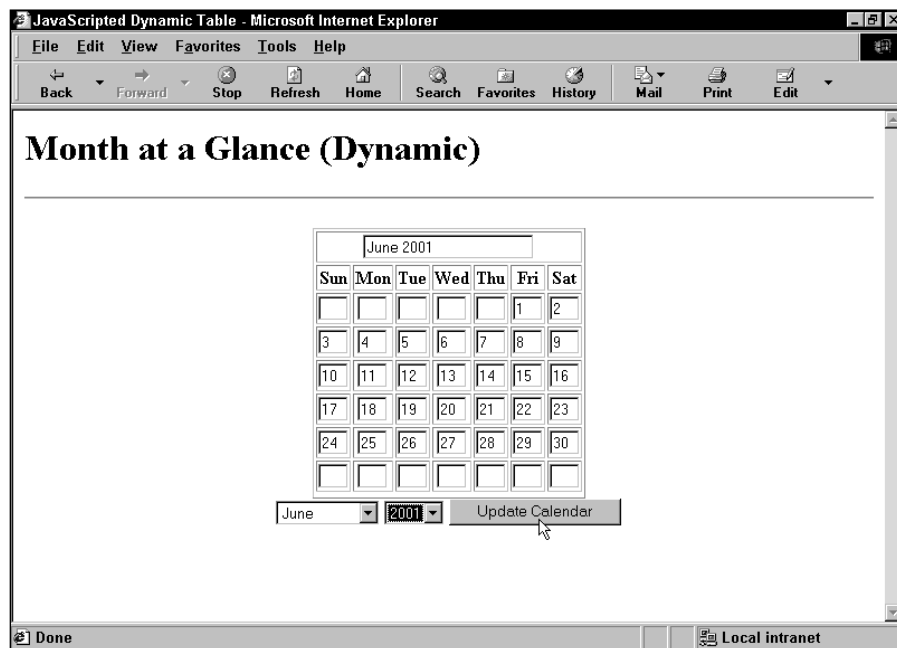 JavaScripted Dynamic Table - Microsoft Internet Explorer
File Edit View Favorites Tools Help
Back Forward Stop Refresh Home Search Favorites History Mail Print Edit
Month at a Glance (Dynamic)
June 2001
Sun Mon Tue Wed Thu Fri Sat
1 2
3 4 5 6 7 8 9
10 11 12 13 14 15 16
17 18 19 20 21 22 23
24 25 26 27 28 29 30
June 2001 Update Calendar
Done Local intranet